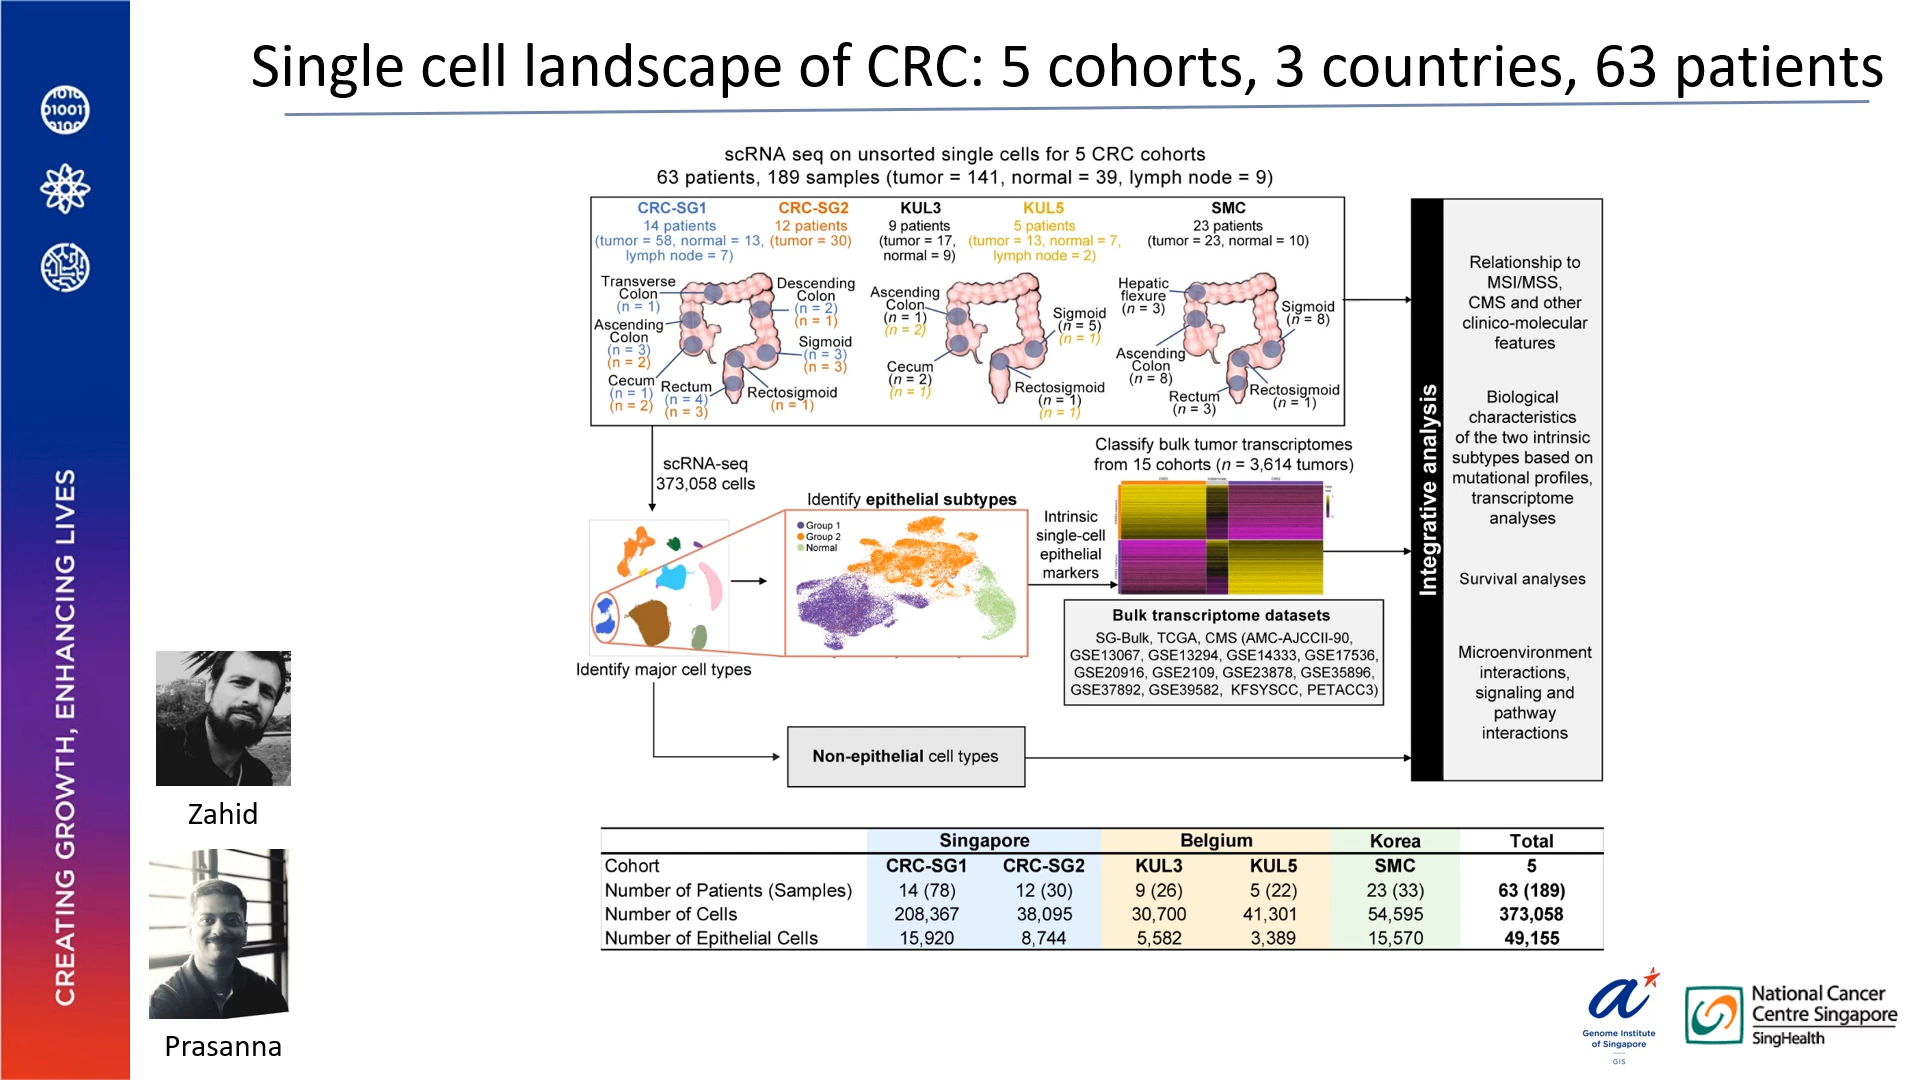 Single cell landscape of CRC: 5 cohorts, 3 countries, 63 patients
CREATING GROWTH, ENHANCING LIVES
scRNA seq on unsorted single cells for 5 CRC cohorts
63 patients, 189 samples (tumor = 141, normal = 39, lymph node = 9)
CRC-SG1
14 patients
(tumor = 58, normal = 13,
lymph node = 7)
CRC-SG2
12 patients
(tumor = 30)
KUL3
9 patients
(tumor = 17,
normal = 9)
KUL5
5 patients
(tumor = 13, normal = 7,
lymph node = 2)
SMC
23 patients
(tumor = 23, normal = 10)
Transverse
Colon
(n = 1)
Ascending
Colon
(n = 3)
(n = 2)
Cecum
(n = 1)
(n = 2)
Rectum
(n = 4)
(n = 3)
Descending
Colon
(n = 2)
(n = 1)
Sigmoid
(n = 3)
(n = 3)
Rectosigmoid
(n = 1)
Ascending
Colon
(n = 1)
(n = 2)
Cecum
(n = 2)
(n = 1)
Sigmoid
(n = 5)
(n = 1)
Rectosigmoid
(n = 1)
(n = 1)
Hepatic
flexure
(n = 3)
Ascending
Colon
(n = 8)
Rectum
(n = 3)
Sigmoid
(n = 8)
Rectosigmoid
(n = 1)
scRNA-seq
373,058 cells
Identify major cell types
Identify epithelial subtypes
Group 1
Group 2
Normal
Intrinsic
single-cell
epithelial
markers
Classify bulk tumor transcriptomes
from 15 cohorts (n = 3,614 tumors)
Bulk transcriptome datasets
SG-Bulk, TCGA, CMS (AMC-AJCCII-90,
GSE13067, GSE13294, GSE14333, GSE17536,
GSE20916, GSE2109, GSE23878, GSE35896,
GSE37892, GSE39582, KFSYSCC, PETACC3)
Non-epithelial cell types
Integrative analysis
Relationship to
MSI/MSS,
CMS and other
clinico-molecular
features
Biological
characteristics
of the two intrinsic
subtypes based on
mutational profiles,
transcriptome
analyses
Survival analyses
Microenvironment
interactions,
signaling and
pathway
interactions
Zahid
Prasanna
Singapore Belgium Korea Total
Cohort CRC-SG1 CRC-SG2 KUL3 KUL5 SMC 5
Number of Patients (Samples) 14 (78) 12 (30) 9 (26) 5 (22) 23 (33) 63 (189)
Number of Cells 208,367 38,095 30,700 41,301 54,595 373,058
Number of Epithelial Cells 15,920 8,744 5,582 3,389 15,570 49,155
Genome Institute
of Singapore
GIS
National Cancer
Centre Singapore
SingHealth